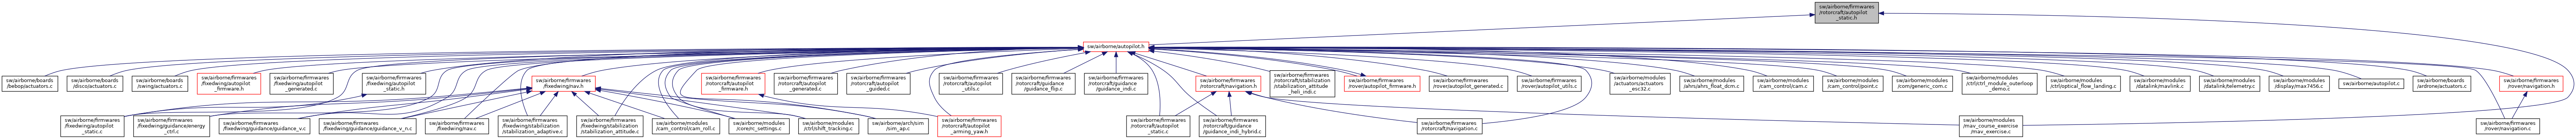 sw/airborne/firmwares
/rotorcraft/autopilot
_static.h
sw/airborne/autopilot.h
sw/airborne/boards
/bebop/actuators.c
sw/airborne/boards
/disco/actuators.c
sw/airborne/boards
/swing/actuators.c
sw/airborne/firmwares
/fixedwing/autopilot
_firmware.h
sw/airborne/firmwares
/fixedwing/autopilot
_generated.c
sw/airborne/firmwares
/fixedwing/autopilot
_static.h
sw/airborne/firmwares
/fixedwing/nav.h
sw/airborne/firmwares
/rotorcraft/autopilot
_firmware.h
sw/airborne/firmwares
/rotorcraft/autopilot
_generated.c
sw/airborne/firmwares
/rotorcraft/autopilot
_guided.c
sw/airborne/firmwares
/rotorcraft/autopilot
_utils.c
sw/airborne/firmwares
/rotorcraft/guidance
/guidance_flip.c
sw/airborne/firmwares
/rotorcraft/guidance
/guidance_indi.c
sw/airborne/firmwares
/rotorcraft/navigation.h
sw/airborne/firmwares
/rotorcraft/stabilization
/stabilization_attitude
_heli_indi.c
sw/airborne/firmwares
/rover/autopilot_firmware.h
sw/airborne/firmwares
/rover/autopilot_generated.c
sw/airborne/firmwares
/rover/autopilot_utils.c
sw/airborne/modules
/actuators/actuators
_esc32.c
sw/airborne/modules
/ahrs/ahrs_float_dcm.c
sw/airborne/modules
/cam_control/cam.c
sw/airborne/modules
/cam_control/point.c
sw/airborne/modules
/com/generic_com.c
sw/airborne/modules
/ctrl/ctrl_module_outerloop
_demo.c
sw/airborne/modules
/ctrl/optical_flow_landing.c
sw/airborne/modules
/datalink/mavlink.c
sw/airborne/modules
/datalink/telemetry.c
sw/airborne/modules
/display/max7456.c
sw/airborne/autopilot.c
sw/airborne/boards
/ardrone/actuators.c
sw/airborne/firmwares
/rover/navigation.h
sw/airborne/firmwares
/fixedwing/autopilot
_static.c
sw/airborne/firmwares
/fixedwing/guidance/energy
_ctrl.c
sw/airborne/firmwares
/fixedwing/guidance/guidance_v.c
sw/airborne/firmwares
/fixedwing/guidance/guidance_v_n.c
sw/airborne/firmwares
/fixedwing/nav.c
sw/airborne/firmwares
/fixedwing/stabilization
/stabilization_adaptive.c
sw/airborne/firmwares
/fixedwing/stabilization
/stabilization_attitude.c
sw/airborne/modules
/cam_control/cam_roll.c
sw/airborne/modules
/core/rc_settings.c
sw/airborne/modules
/ctrl/shift_tracking.c
sw/airborne/arch/sim
/sim_ap.c
sw/airborne/firmwares
/rotorcraft/autopilot
_arming_yaw.h
sw/airborne/firmwares
/rotorcraft/autopilot
_static.c
sw/airborne/firmwares
/rotorcraft/guidance
/guidance_indi_hybrid.c
sw/airborne/firmwares
/rotorcraft/navigation.c
sw/airborne/modules
/mav_course_exercise
/mav_exercise.c
sw/airborne/firmwares
/rover/navigation.c